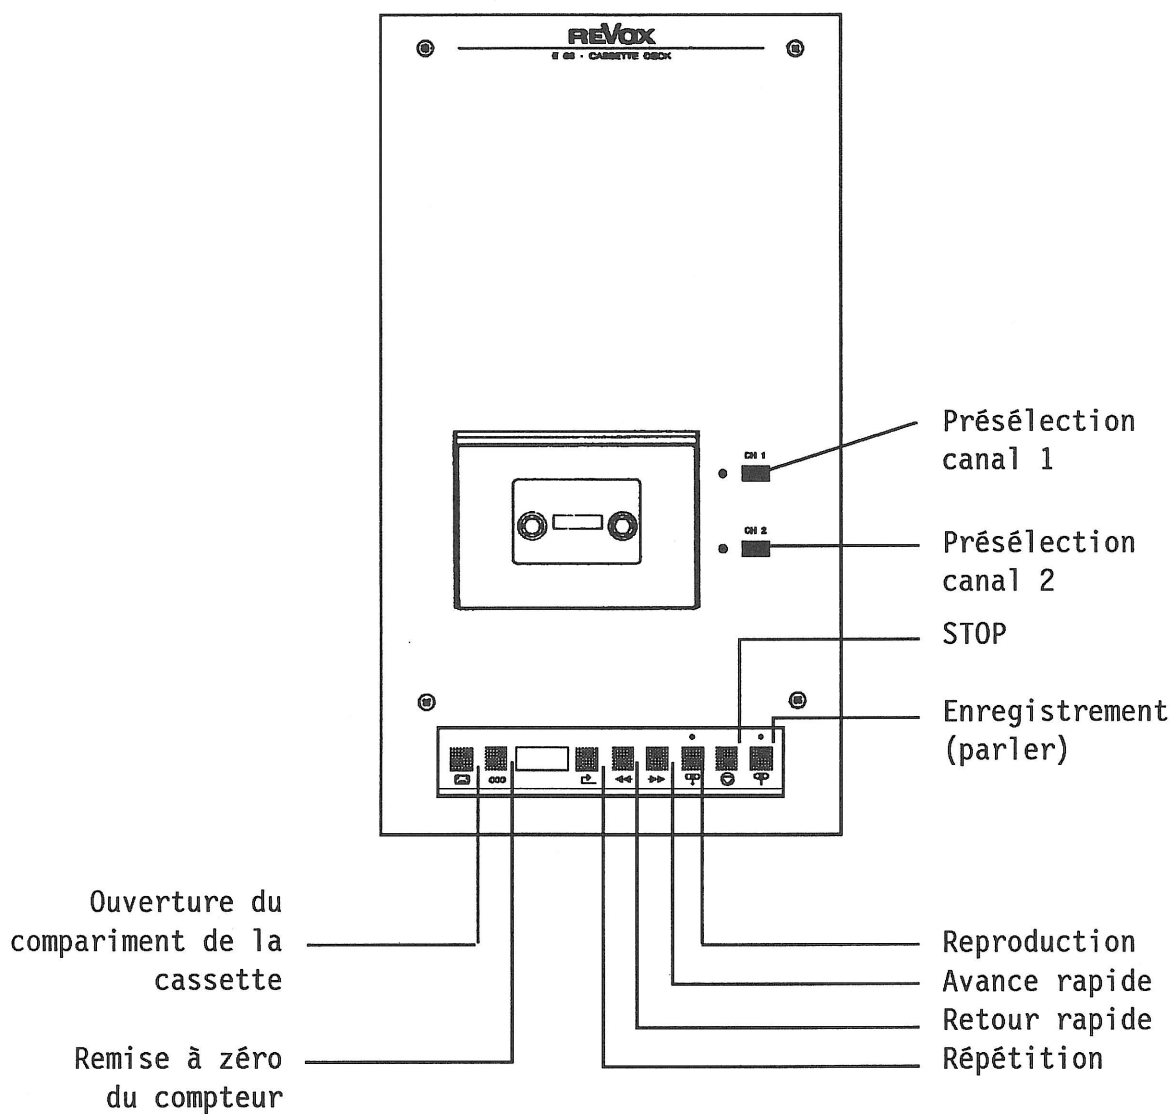 REVOX
CASSETTE DECK
CH 1
Présélection
canal 1
CH 2
Présélection
canal 2
STOP
Enregistrement
(parler)
000
Ouverture du
compariment de la
cassette
Reproduction
Avance rapide
Retour rapide
Répétition
Remise à zéro
du compteur